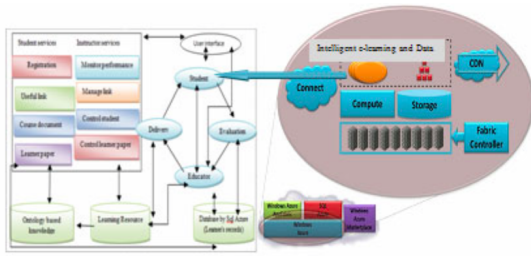 Student services
Instructor services
User interface
Registration
Monitor performance
Useful link
Manage link
Course document
Control student
Learner paper
Control learner paper
Student
Delivery
Evaluation
Educator
Ontology based
knowledge
Learning Resource
Database by Sql Azure
(Learner's records)
Intelligent e-learning and Data
CDN
Connect
Compute
Storage
Fabric
Controller
Windows Azure
SQL
Windows
Azure
Windows
Azure